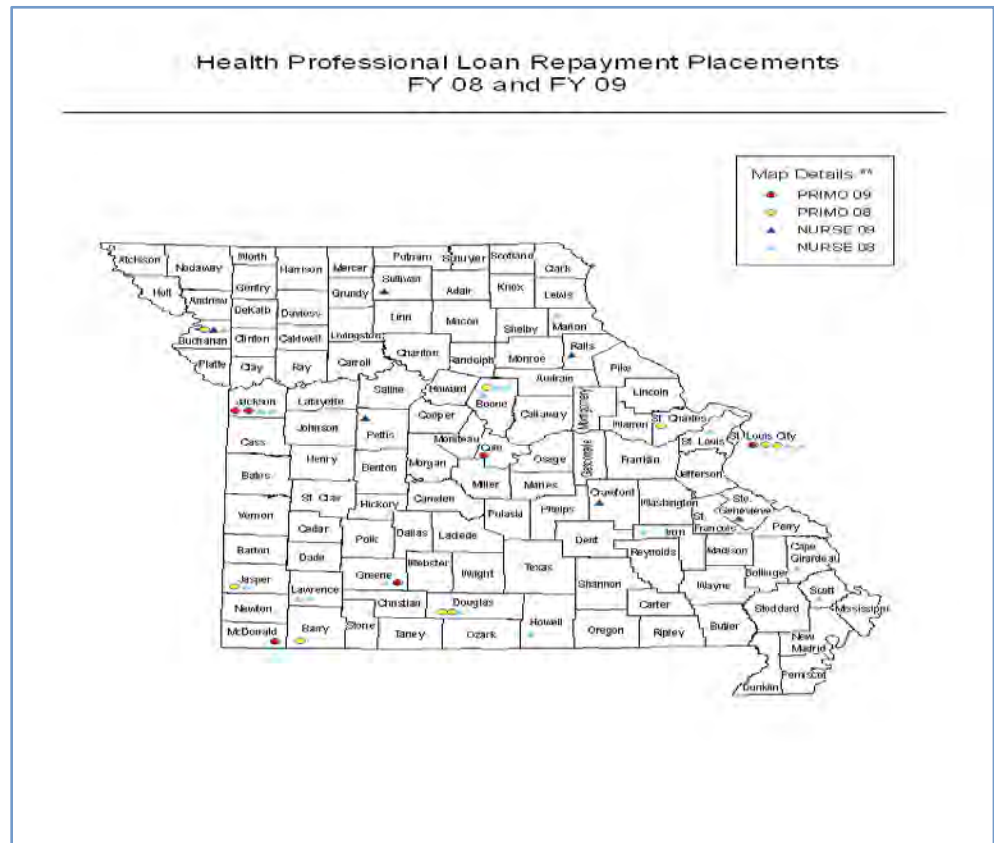 Health Professional Loan Repayment Placements
FY 08 and FY 09
Map Details **
PRIMO 09
PRIMO 08
NURSE 09
NURSE 08
Atchison
Nodaway
Worth
Harrison
Mercer
Putnam
Scotland
Clark
Holt
Andrew
Gentry
Grundy
Sullivan
Adair
Knox
Lewis
DeKalb
Daviess
Linn
Macon
Shelby
Marion
Buchanan
Clinton
Caldwell
Livingston
Chariton
Randolph
Monroe
Ralls
Platte
Clay
Ray
Carroll
Audrain
Pike
Jackson
Lafayette
Saline
Howard
Boone
Callaway
Montgomery
Lincoln
Warren
St. Charles
St. Louis
St. Louis City
Cass
Johnson
Pettis
Cooper
Moniteau
Cole
Osage
Gasconade
Franklin
Jefferson
Bates
Henry
Benton
Morgan
Miller
Maries
St. Clair
Hickory
Camden
Pulaski
Phelps
Crawford
Washington
Ste.
Genevieve
St.
Francois
Perry
Vernon
Cedar
Polk
Dallas
Laclede
Dent
Iron
Reynolds
Madison
Cape
Girardeau
Barton
Dade
Greene
Webster
Wright
Texas
Shannon
Wayne
Bollinger
Scott
Mississippi
Jasper
Lawrence
Christian
Douglas
Howell
Carter
Stoddard
Newton
McDonald
Barry
Stone
Taney
Ozark
Oregon
Ripley
Butler
New
Madrid
Pemiscot
Dunklin